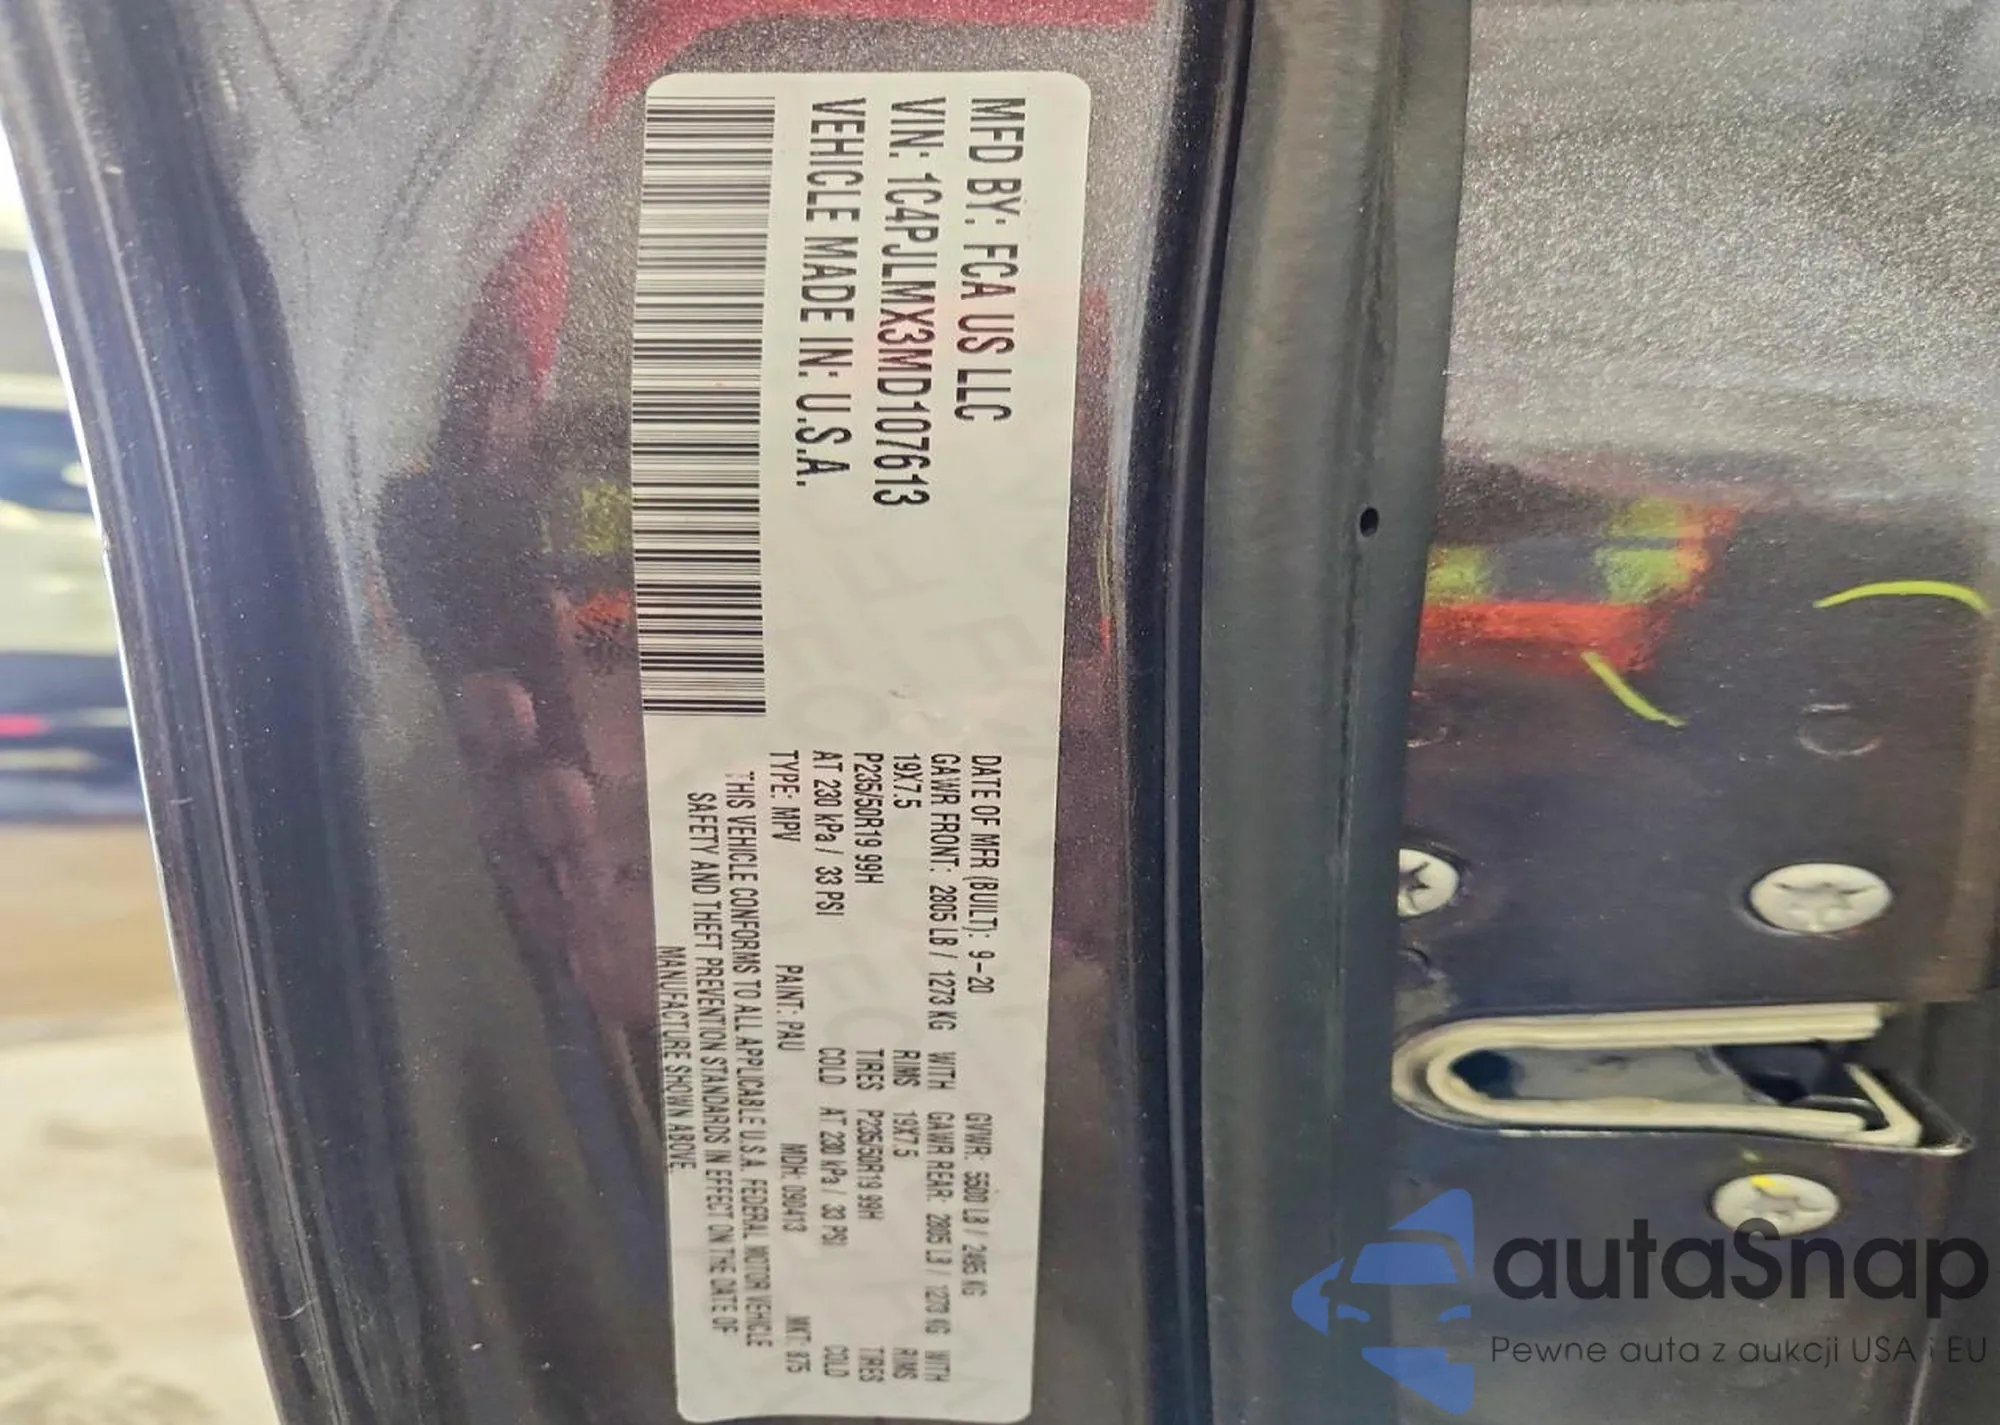 MFD BY: FCA US LLC
VIN: 1C4PJLMX3MD107613
VEHICLE MADE IN: U.S.A.
DATE OF MFR (BUILT): 9-20 GVWR: 5500 LB / 2495 KG
GAWR FRONT: 2805 LB / 1273 KG WITH GAWR REAR: 2805 LB / 1273 KG WITH
19X7.5 RIMS 19X7.5 RIMS
P235/50R19 99H TIRES P235/50R19 99H TIRES
AT 230 kPa / 33 PSI COLD AT 230 kPa / 33 PSI COLD
TYPE: MPV PAINT: PAU MDH: 090413 MKT: 875
THIS VEHICLE CONFORMS TO ALL APPLICABLE U.S.A. FEDERAL MOTOR VEHICLE
SAFETY AND THEFT PREVENTION STANDARDS IN EFFECT ON THE DATE OF
MANUFACTURE SHOWN ABOVE.
autaSnap
Pewne auta z aukcji USA i EU